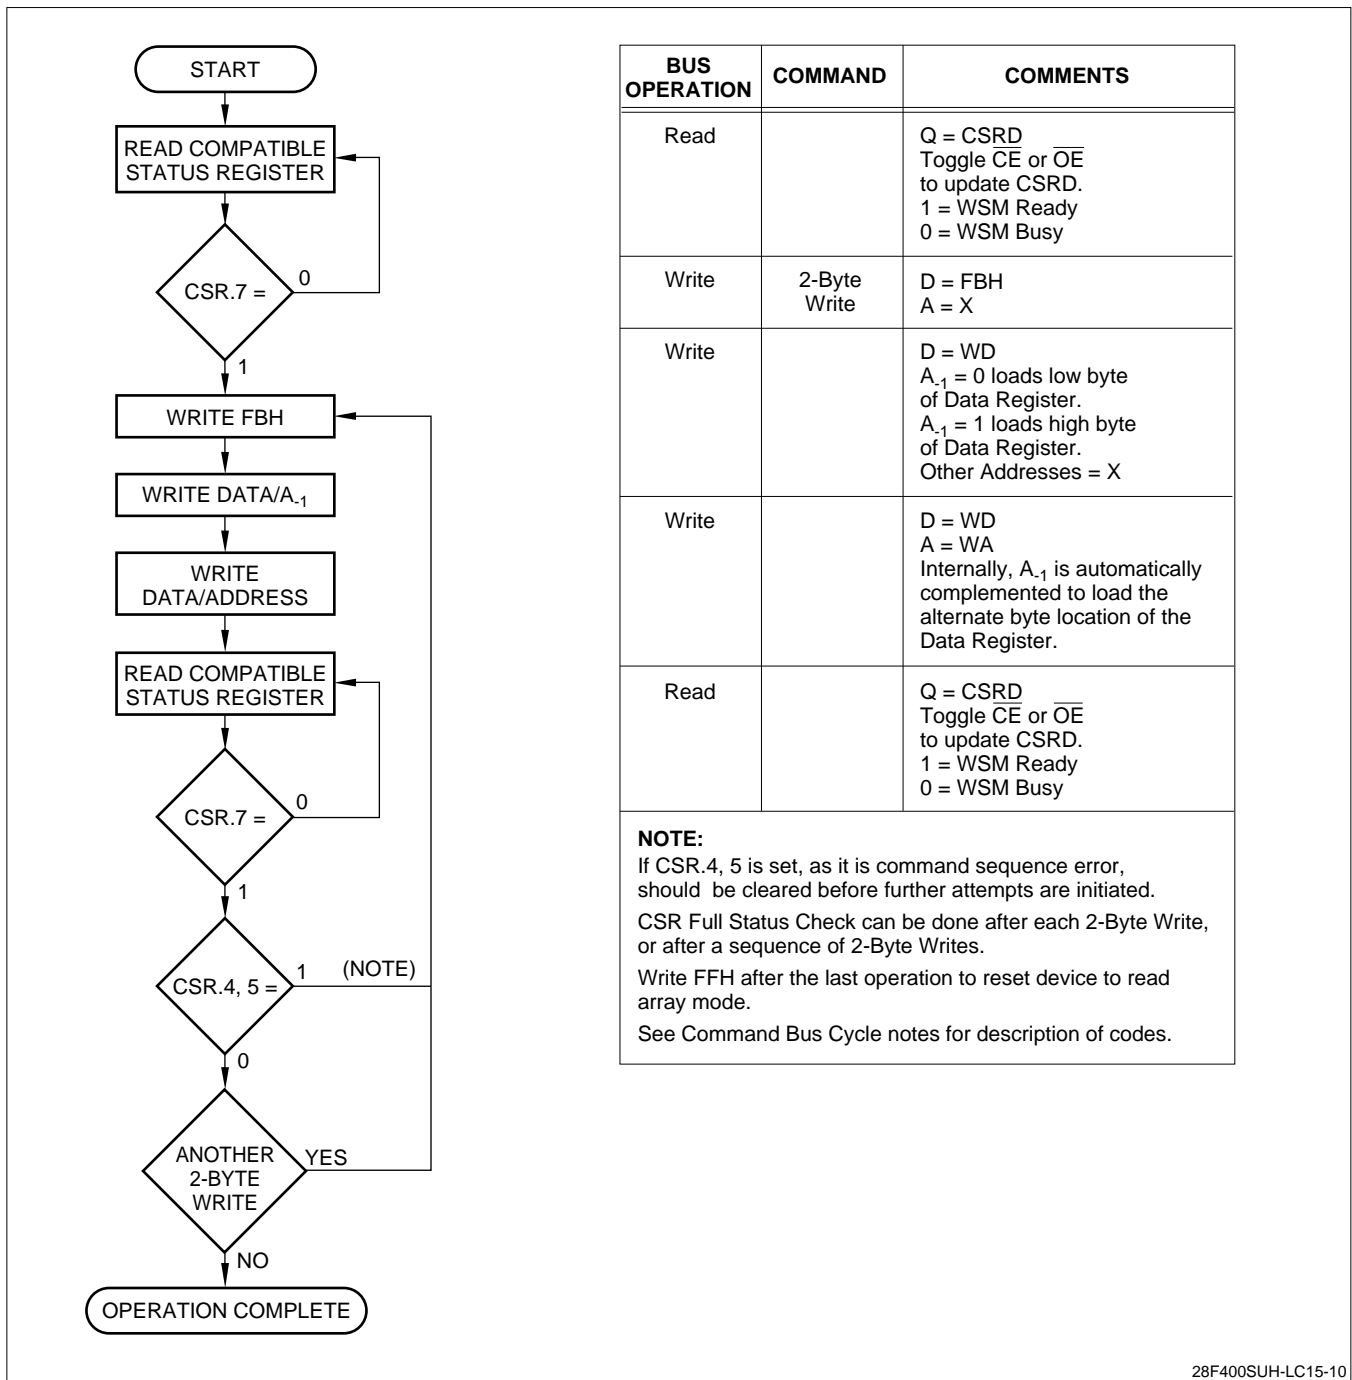 START
READ COMPATIBLE
STATUS REGISTER
CSR.7 =
0
1
WRITE FBH
WRITE DATA/A-1
WRITE
DATA/ADDRESS
READ COMPATIBLE
STATUS REGISTER
CSR.7 =
0
1
CSR.4, 5 =
1
(NOTE)
0
ANOTHER
2-BYTE
WRITE
YES
NO
OPERATION COMPLETE
BUS
OPERATION
COMMAND
COMMENTS
Read
Q = CSRD
Toggle C̅E̅ or O̅E̅
to update CSRD.
1 = WSM Ready
0 = WSM Busy
Write
2-Byte
Write
D = FBH
A = X
Write
D = WD
A-1 = 0 loads low byte
of Data Register.
A-1 = 1 loads high byte
of Data Register.
Other Addresses = X
Write
D = WD
A = WA
Internally, A-1 is automatically
complemented to load the
alternate byte location of the
Data Register.
Read
Q = CSRD
Toggle C̅E̅ or O̅E̅
to update CSRD.
1 = WSM Ready
0 = WSM Busy
NOTE:
If CSR.4, 5 is set, as it is command sequence error,
should be cleared before further attempts are initiated.
CSR Full Status Check can be done after each 2-Byte Write,
or after a sequence of 2-Byte Writes.
Write FFH after the last operation to reset device to read
array mode.
See Command Bus Cycle notes for description of codes.
28F400SUH-LC15-10